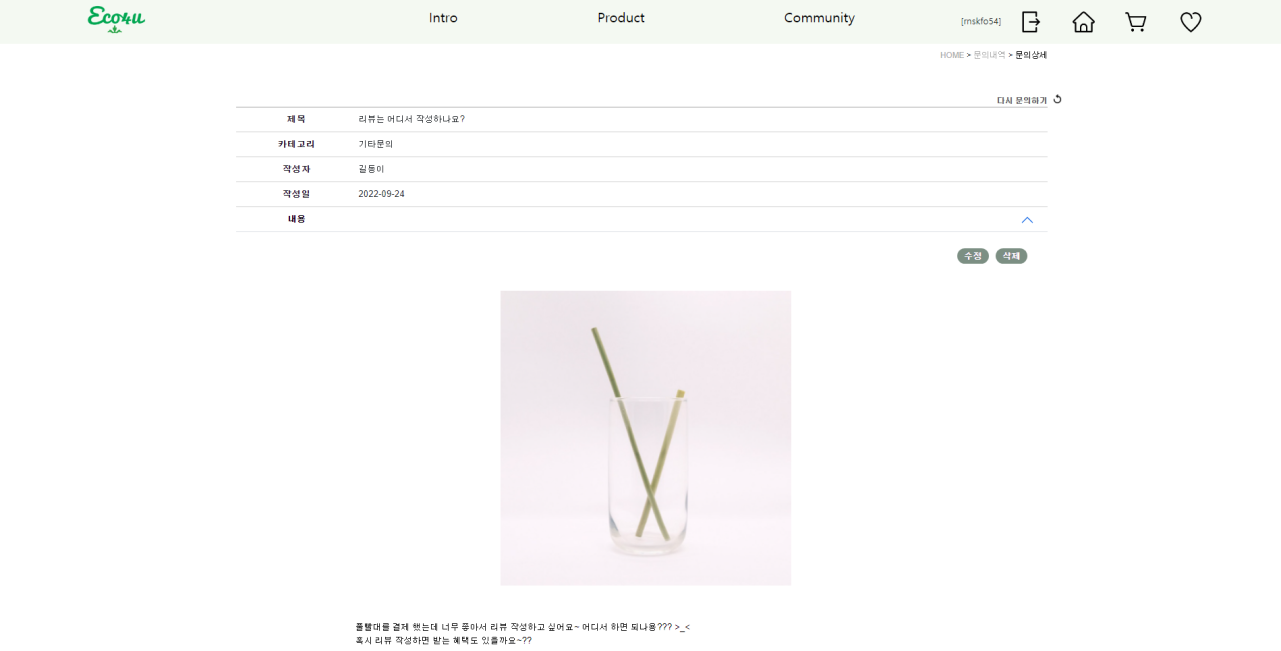 Eco4u
Intro
Product
Community
[rnskfo54]
HOME > 문의내역 > 문의상세
다시 문의하기
제목 리뷰는 어디서 작성하나요?
카테고리 기타문의
작성자 길동이
작성일 2022-09-24
내용
수정 삭제
풀빨대를 결제 했는데 너무 쭝아서 리뷰 작성하고 싶어요~ 어디서 하면 되나용??? >_<
혹시 리뷰 작성하면 받는 혜택도 있을까요~??